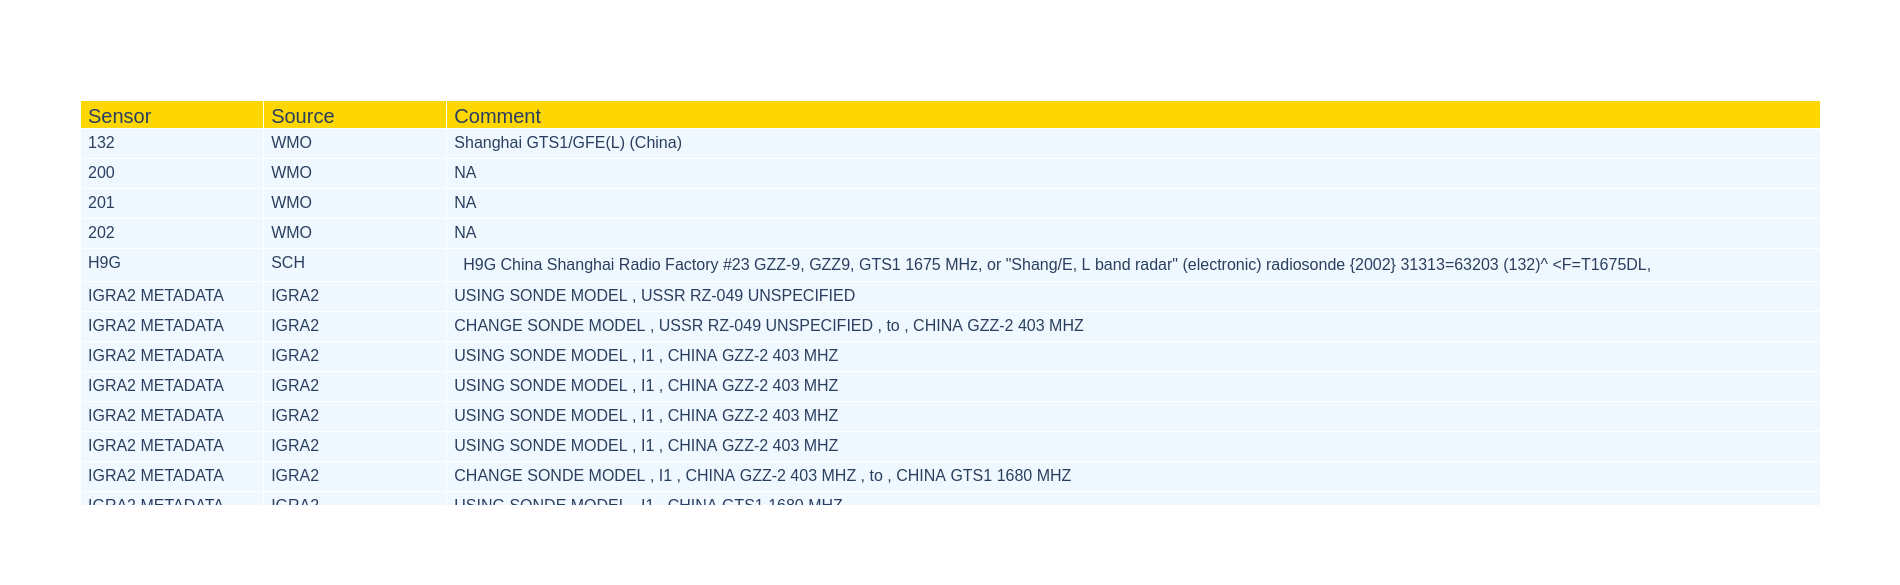 Sensor Source Comment
132 WMO Shanghai GTS1/GFE(L) (China)
200 WMO NA
201 WMO NA
202 WMO NA
H9G SCH H9G China Shanghai Radio Factory #23 GZZ-9, GZZ9, GTS1 1675 MHz, or "Shang/E, L band radar" (electronic) radiosonde {2002} 31313=63203 (132)^ <F=T1675DL,
IGRA2 METADATA IGRA2 USING SONDE MODEL , USSR RZ-049 UNSPECIFIED
IGRA2 METADATA IGRA2 CHANGE SONDE MODEL , USSR RZ-049 UNSPECIFIED , to , CHINA GZZ-2 403 MHZ
IGRA2 METADATA IGRA2 USING SONDE MODEL , I1 , CHINA GZZ-2 403 MHZ
IGRA2 METADATA IGRA2 USING SONDE MODEL , I1 , CHINA GZZ-2 403 MHZ
IGRA2 METADATA IGRA2 USING SONDE MODEL , I1 , CHINA GZZ-2 403 MHZ
IGRA2 METADATA IGRA2 USING SONDE MODEL , I1 , CHINA GZZ-2 403 MHZ
IGRA2 METADATA IGRA2 CHANGE SONDE MODEL , I1 , CHINA GZZ-2 403 MHZ , to , CHINA GTS1 1680 MHZ
IGRA2 METADATA IGRA2 USING SONDE MODEL , I1 , CHINA GTS1 1680 MHZ